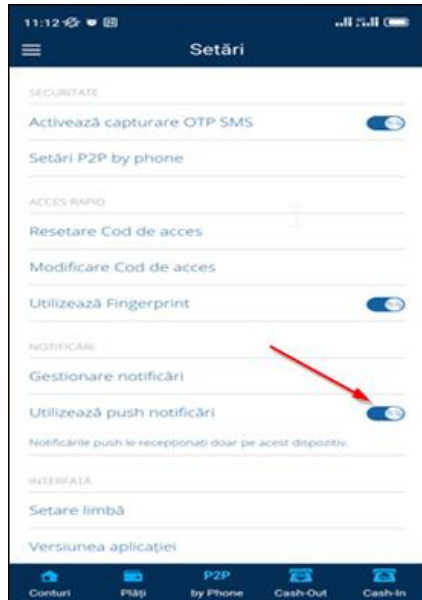 11:12
Setări
SECURITATE
Activează capturare OTP SMS
Setări P2P by phone
ACCES RAPID
Resetare Cod de acces
Modificare Cod de acces
Utilizează Fingerprint
NOTIFICĂRI
Gestionare notificări
Utilizează push notificări
Notificările push le recepționați doar pe acest dispozitiv.
INTERFAȚĂ
Setare limbă
Versiunea aplicației
Conturi Plăți P2P by Phone Cash-Out Cash-In